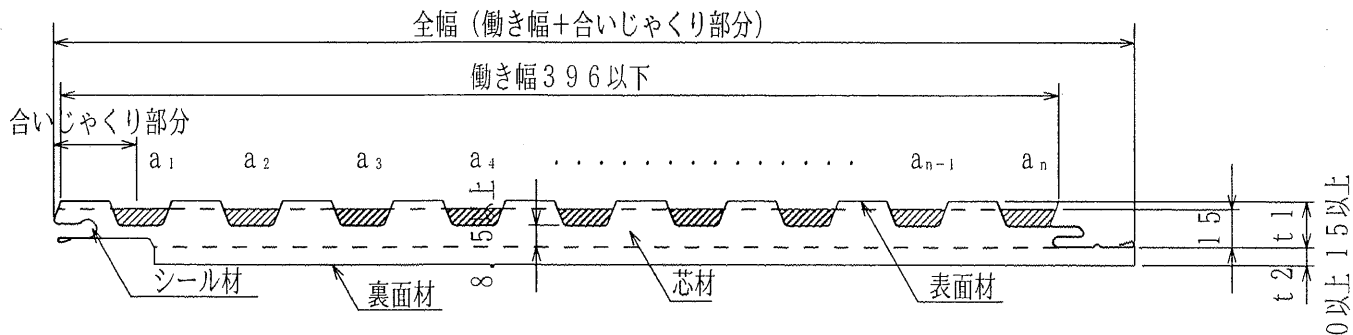 全幅（働き幅＋合いじゃくり部分）
働き幅３９６以下
合いじゃくり部分
a₁ a₂ a₃ a₄ ・・・・・・・・・・・・・・ aₙ₋₁ aₙ
８.５以上
１５
ｔ１
ｔ２
１５以上
０以上
シール材
裏面材
芯材
表面材